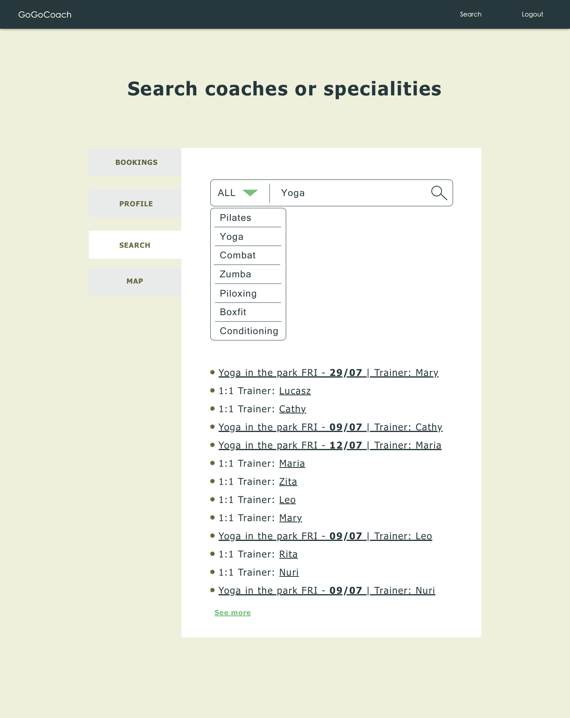 GoGoCoach
Search
Logout
Search coaches or specialities
BOOKINGS
PROFILE
SEARCH
MAP
ALL
Yoga
Pilates
Yoga
Combat
Zumba
Piloxing
Boxfit
Conditioning
Yoga in the park FRI - 29/07 | Trainer: Mary
1:1 Trainer: Lucasz
1:1 Trainer: Cathy
Yoga in the park FRI - 09/07 | Trainer: Cathy
Yoga in the park FRI - 12/07 | Trainer: Maria
1:1 Trainer: Maria
1:1 Trainer: Zita
1:1 Trainer: Leo
1:1 Trainer: Mary
Yoga in the park FRI - 09/07 | Trainer: Leo
1:1 Trainer: Rita
1:1 Trainer: Nuri
Yoga in the park FRI - 09/07 | Trainer: Nuri
See more